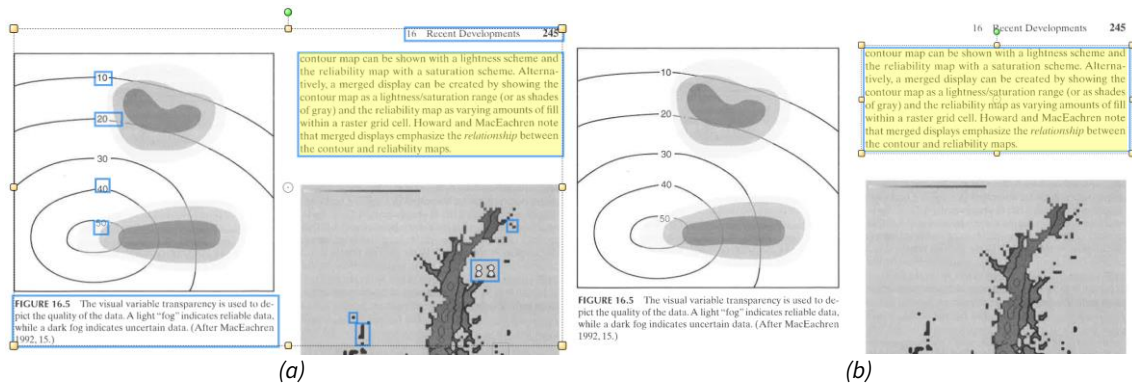 16 Recent Developments 245
10
20
30
40
50
FIGURE 16.5 The visual variable transparency is used to de-
pict the quality of the data. A light “fog” indicates reliable data,
while a dark fog indicates uncertain data. (After MacEachren
1992, 15.)
contour map can be shown with a lightness scheme and
the reliability map with a saturation scheme. Alterna-
tively, a merged display can be created by showing the
contour map as a lightness/saturation range (or as shades
of gray) and the reliability map as varying amounts of fill
within a raster grid cell. Howard and MacEachren note
that merged displays emphasize the relationship between
the contour and reliability maps.
88
(a)
16 Recent Developments 245
10
20
30
40
50
FIGURE 16.5 The visual variable transparency is used to de-
pict the quality of the data. A light “fog” indicates reliable data,
while a dark fog indicates uncertain data. (After MacEachren
1992, 15.)
contour map can be shown with a lightness scheme and
the reliability map with a saturation scheme. Alterna-
tively, a merged display can be created by showing the
contour map as a lightness/saturation range (or as shades
of gray) and the reliability map as varying amounts of fill
within a raster grid cell. Howard and MacEachren note
that merged displays emphasize the relationship between
the contour and reliability maps.
(b)